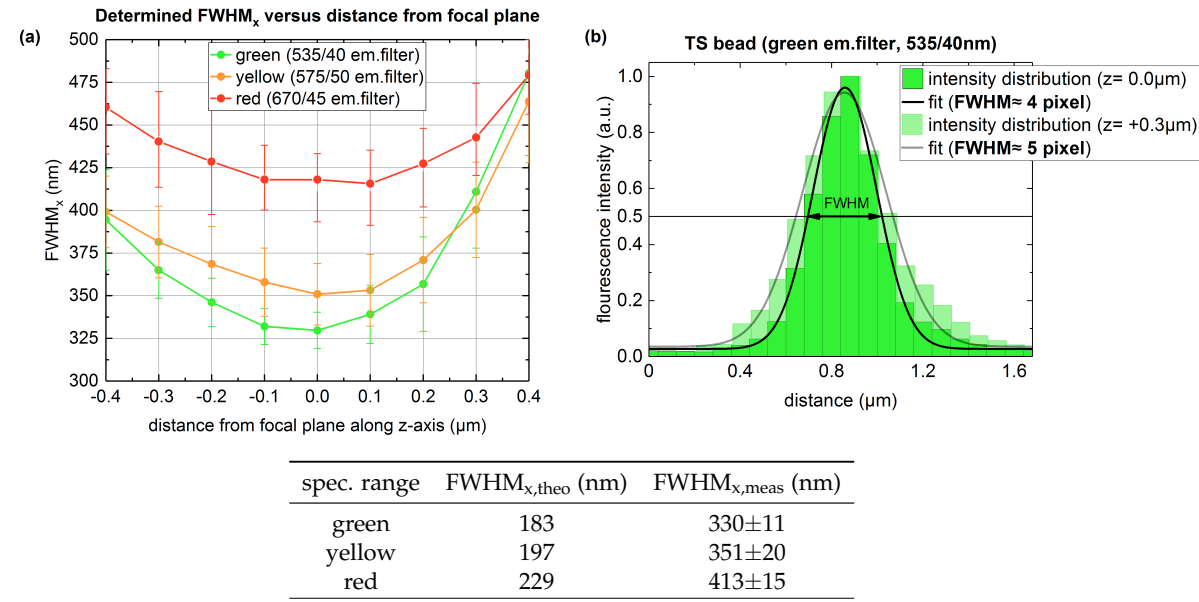 Determined FWHMx versus distance from focal plane
(a)
500
475
450
425
400
375
350
325
300
FWHMx (nm)
green (535/40 em.filter)
yellow (575/50 em.filter)
red (670/45 em.filter)
-0.4 -0.3 -0.2 -0.1 0.0 0.1 0.2 0.3 0.4
distance from focal plane along z-axis (µm)
(b)
TS bead (green em.filter, 535/40nm)
1.0
0.8
0.6
0.5
0.4
0.2
0.0
flourescence intensity (a.u.)
intensity distribution (z= 0.0µm)
fit (FWHM≈ 4 pixel)
intensity distribution (z= +0.3µm)
fit (FWHM≈ 5 pixel)
FWHM
0 0.4 0.8 1.2 1.6
distance (µm)
spec. range FWHMx,theo (nm) FWHMx,meas (nm)
green 183 330±11
yellow 197 351±20
red 229 413±15